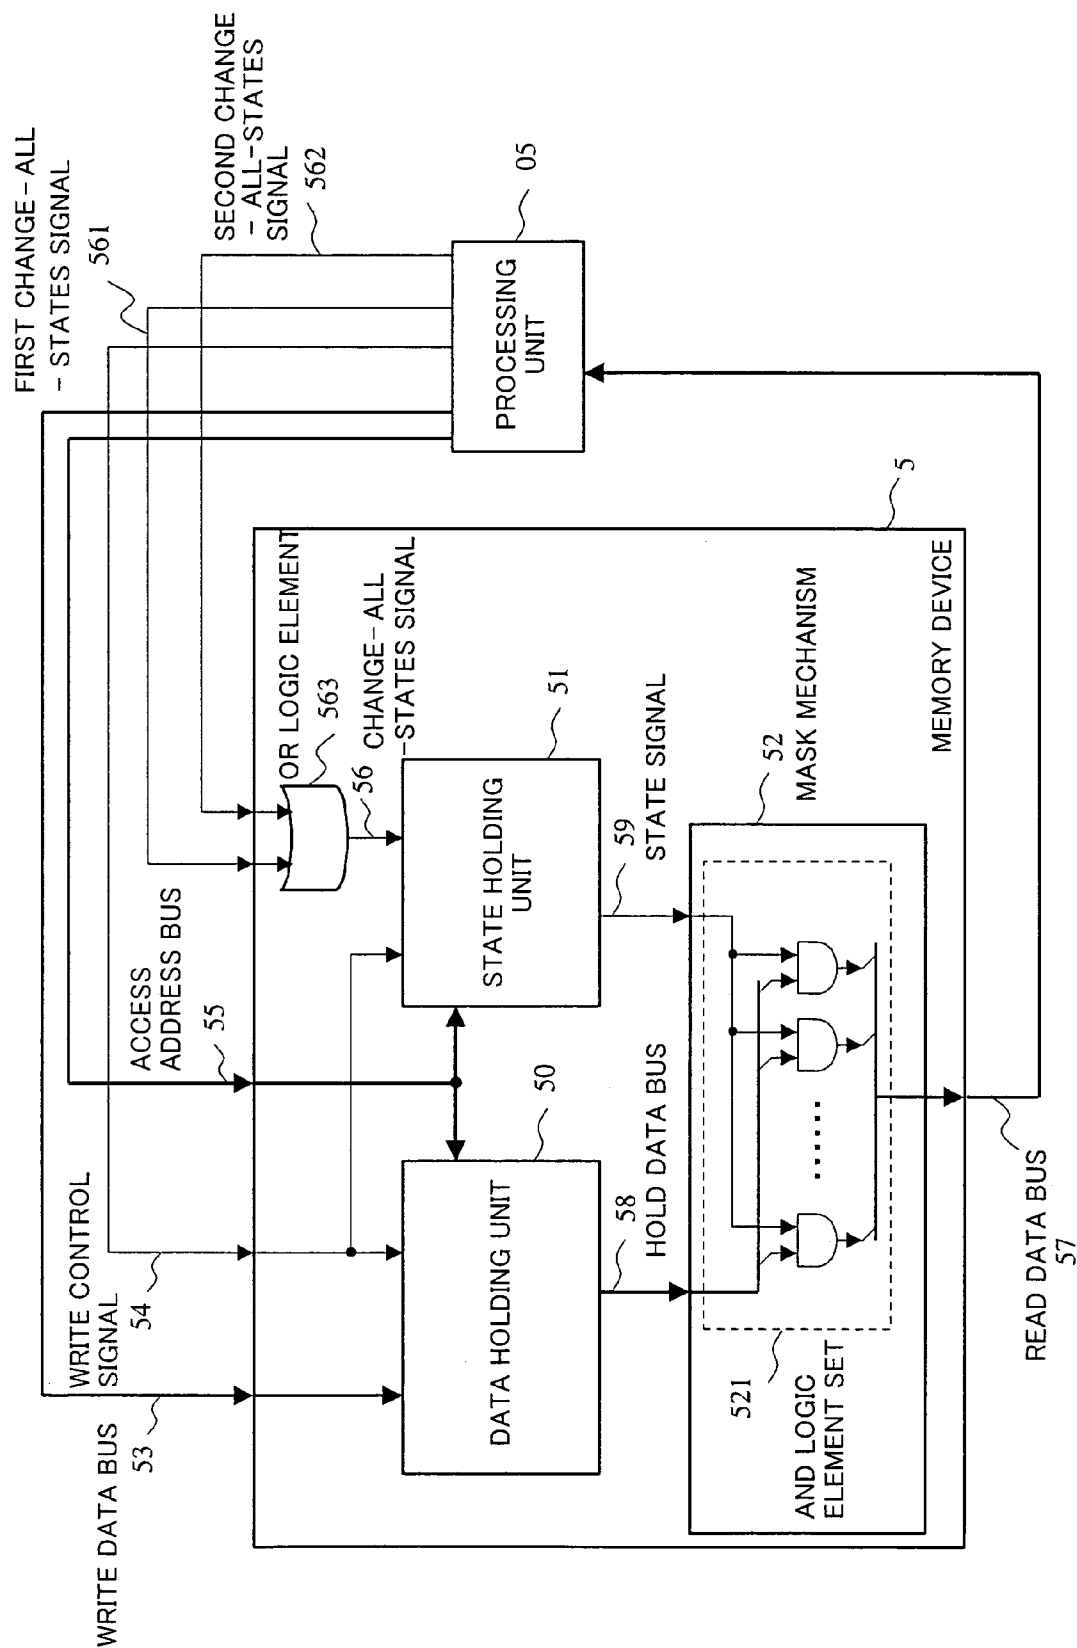 FIRST CHANGE-ALL
-STATES SIGNAL
561
SECOND CHANGE
-ALL-STATES
SIGNAL
562
05
PROCESSING
UNIT
ACCESS
ADDRESS BUS
55
WRITE CONTROL
SIGNAL
54
WRITE DATA BUS
53
OR LOGIC ELEMENT
563
CHANGE-ALL
-STATES SIGNAL
56
50
DATA HOLDING UNIT
51
STATE HOLDING
UNIT
5
58
HOLD DATA BUS
59
STATE SIGNAL
52
MASK MECHANISM
521
AND LOGIC
ELEMENT SET
......
MEMORY DEVICE
READ DATA BUS
57